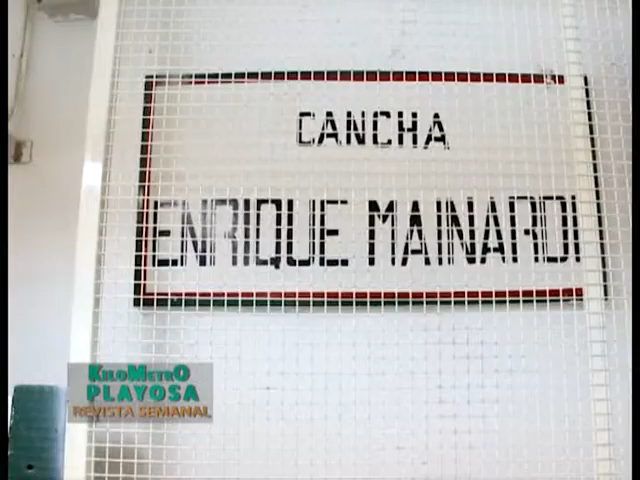 CANCHA
ENRIQUE MAINARDI
KILOMETRO
PLAYOSA
REVISTA SEMANAL